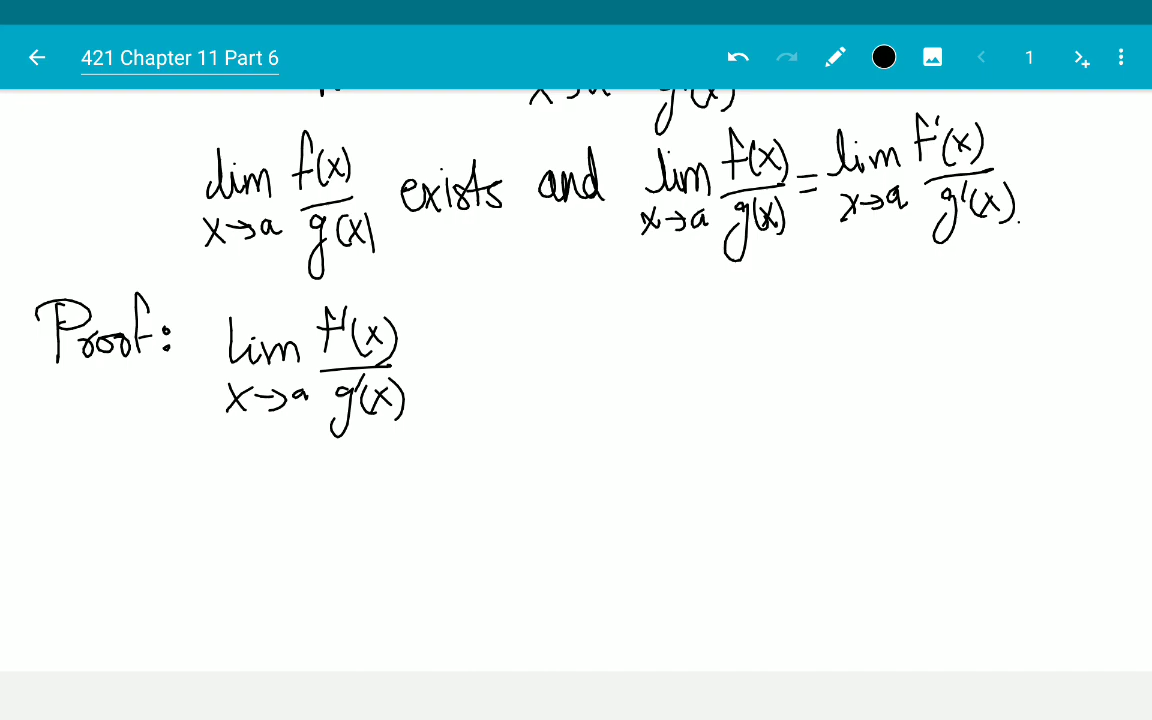 421 Chapter 11 Part 6
1
x→a g'(x)
lim f(x) exists and lim f(x) = lim f'(x)
x→a g(x) x→a g(x) x→a g'(x).
Proof: lim f'(x)
x→a g'(x)